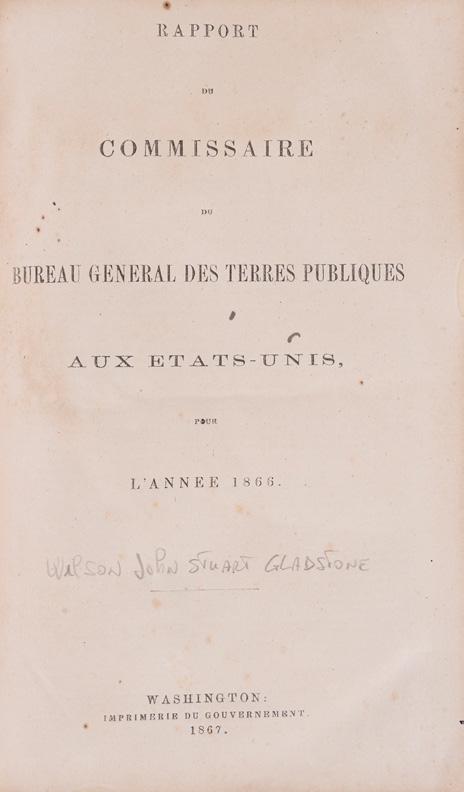 RAPPORT
DU
COMMISSAIRE
DU
BUREAU GENERAL DES TERRES PUBLIQUES
AUX ETATS-UNIS,
POUR
L'ANNEE 1866.
WILSON JOHN STUART GLADSTONE
WASHINGTON:
IMPRIMERIE DU GOUVERNEMENT.
1867.